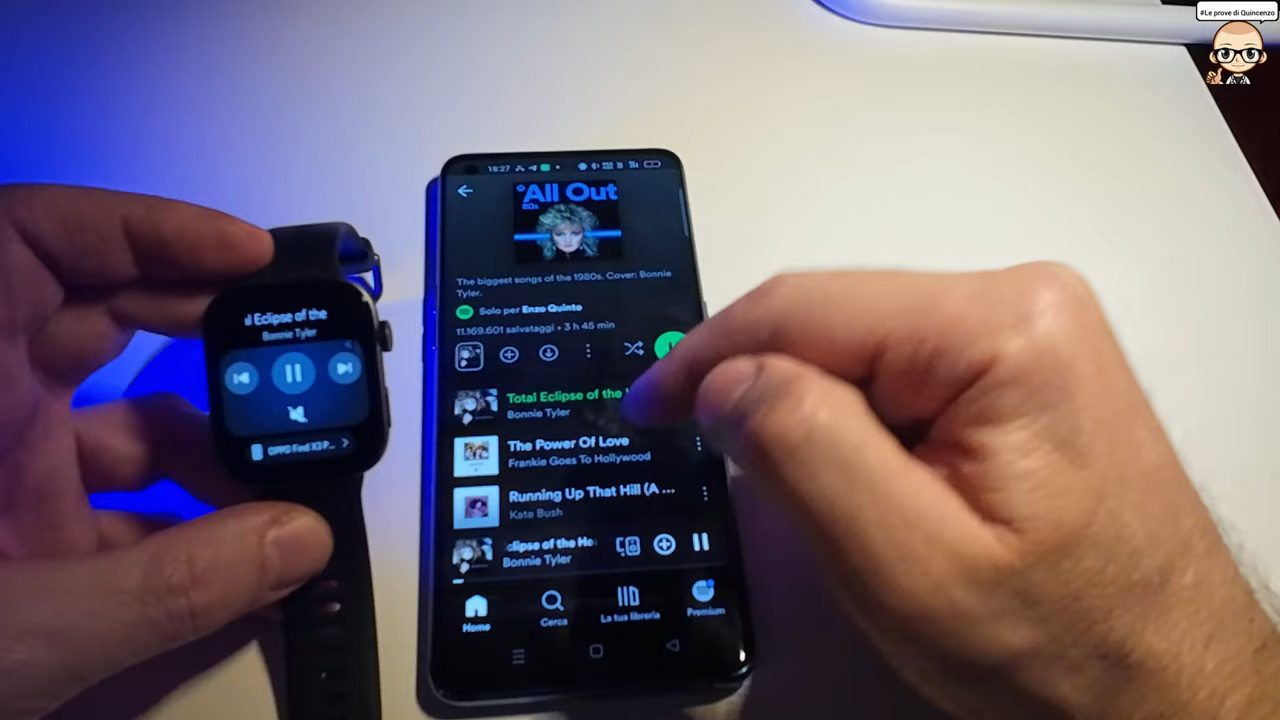 #Le prove di Quincenzo
18:27
All Out
80s
The biggest songs of the 1980s. Cover: Bonnie
Tyler.
Solo per Enzo Quinto
11.169.601 salvataggi • 3 h 45 min
Total Eclipse of the
Bonnie Tyler
The Power Of Love
Frankie Goes To Hollywood
Running Up That Hill (A ...
Kate Bush
clipse of the He
Bonnie Tyler
Home
Cerca
La tua libreria
Premium
l Eclipse of the
Bonnie Tyler
OPPO Find X3 P...